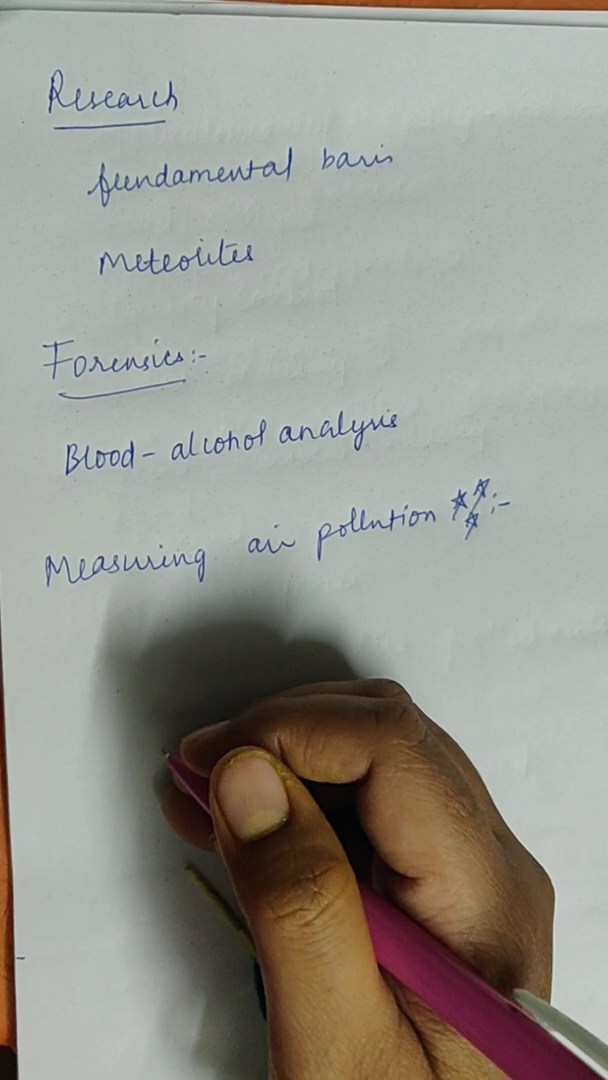 Research
fundamental basis
Meteorites
Forensics:-
Blood-alcohol analysis
Measuring air pollution ***:-